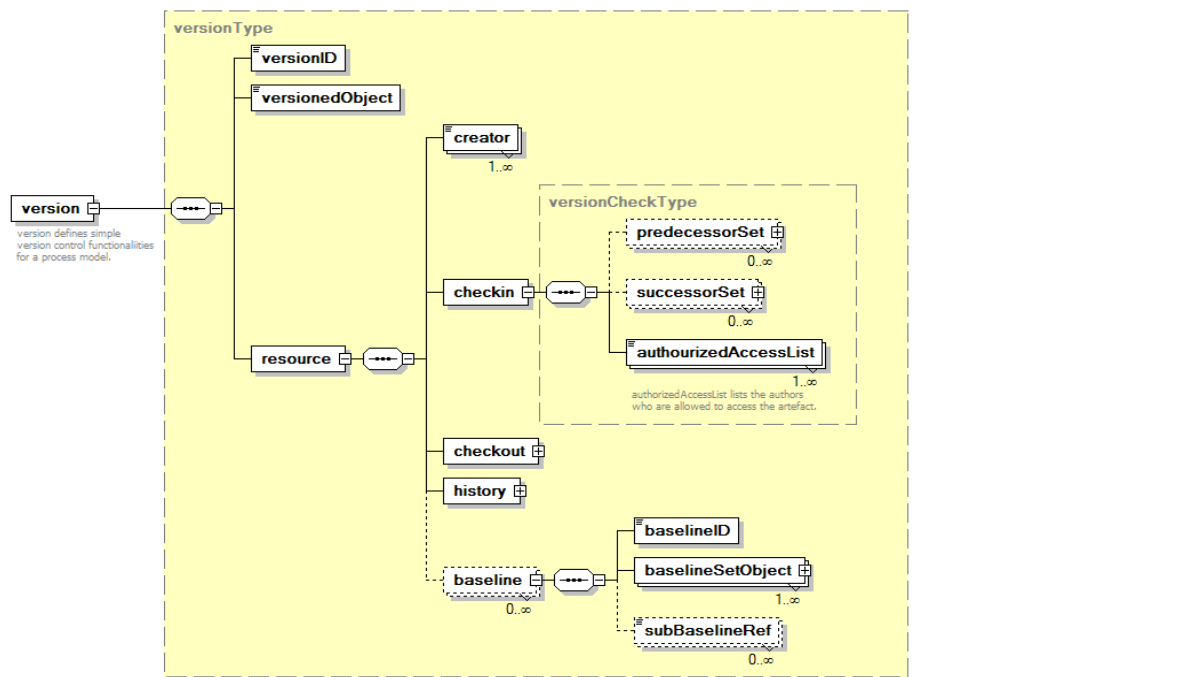 versionType
versionID
versionedObject
creator
1..∞
versionCheckType
version
predecessorSet
version defines simple
version control functionaliities
for a process model.
0..∞
checkin
successorSet
0..∞
resource
authourizedAccessList
1..∞
authorizedAccessList lists the authors
who are allowed to access the artefact.
checkout
history
baselineID
baseline
baselineSetObject
0..∞
1..∞
subBaselineRef
0..∞